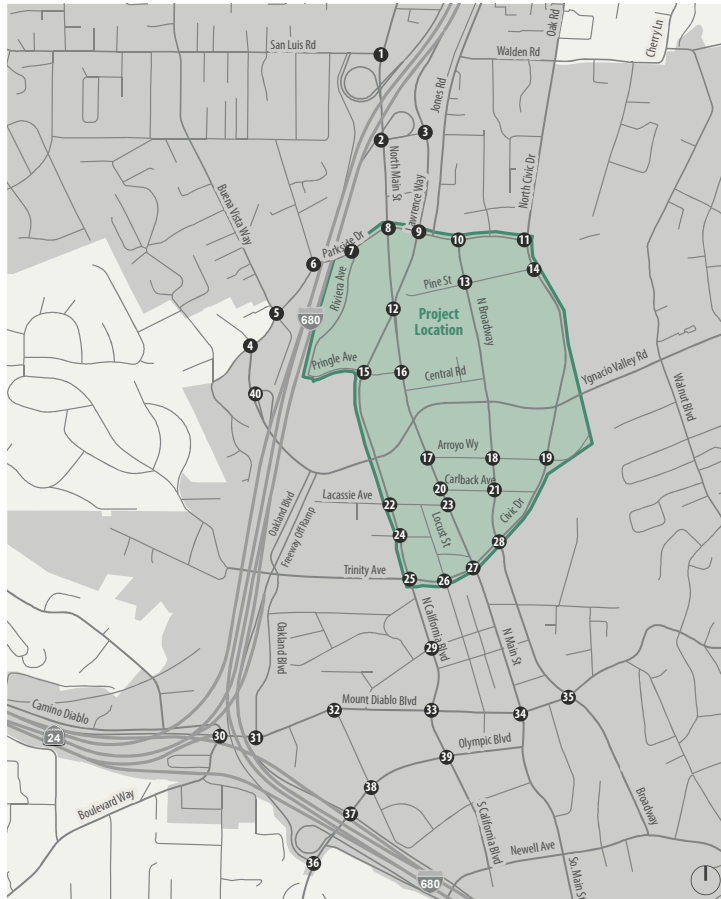 San Luis Rd
1
Oak Rd
Cherry Ln
Walden Rd
Jones Rd
2
3
North Main St
Lawrence Way
North Civic Dr
Buena Vista Way
8
9
10
11
Parkside Dr
7
6
14
Riviera Ave
Pine St
13
5
680
12
N Broadway
Project
Location
4
Pringle Ave
15
16
Central Rd
Ygnacio Valley Rd
40
Walnut Blvd
17
Arroyo Wy
18
19
Carlback Ave
20
21
Lacassie Ave
22
23
Oakland Blvd
Freeway Off Ramp
Locust St
Civic Dr
24
28
Trinity Ave
25
26
27
N California Blvd
Oakland Blvd
29
N Main St
Camino Diablo
24
30
31
32
Mount Diablo Blvd
33
34
35
Olympic Blvd
39
38
Boulevard Way
37
S California Blvd
Broadway
36
Newell Ave
So. Main St
680